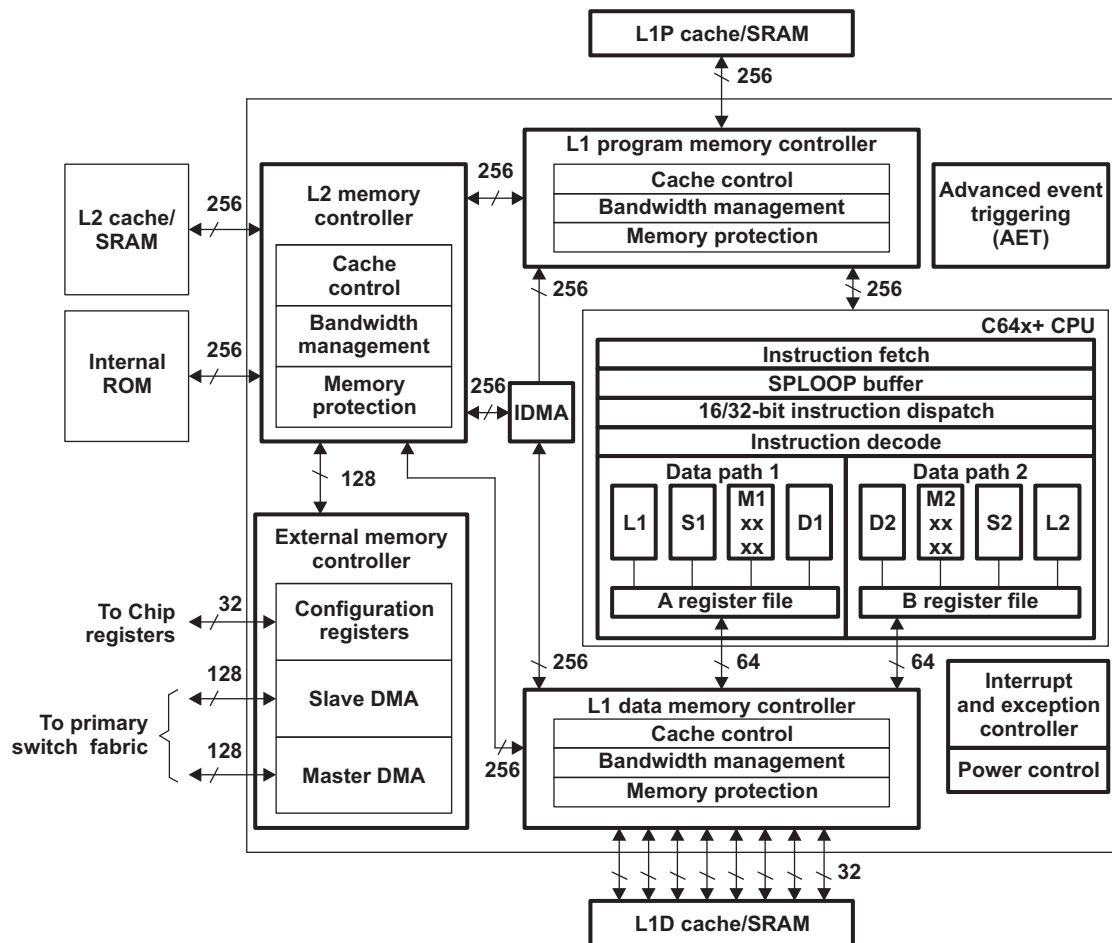 L1P cache/SRAM
256
L1 program memory controller
Cache control
Bandwidth management
Memory protection
Advanced event
triggering
(AET)
L2 cache/
SRAM
256
L2 memory
controller
Cache
control
Bandwidth
management
Memory
protection
256
Internal
ROM
256
256
256
256
IDMA
C64x+ CPU
Instruction fetch
SPLOOP buffer
16/32-bit instruction dispatch
Instruction decode
Data path 1
L1
S1
M1
xx
xx
D1
A register file
Data path 2
D2
M2
xx
xx
S2
L2
B register file
128
External memory
controller
Configuration
registers
Slave DMA
Master DMA
To Chip
registers
32
To primary
switch fabric
128
128
256
64
64
256
L1 data memory controller
Cache control
Bandwidth management
Memory protection
Interrupt
and exception
controller
Power control
32
L1D cache/SRAM